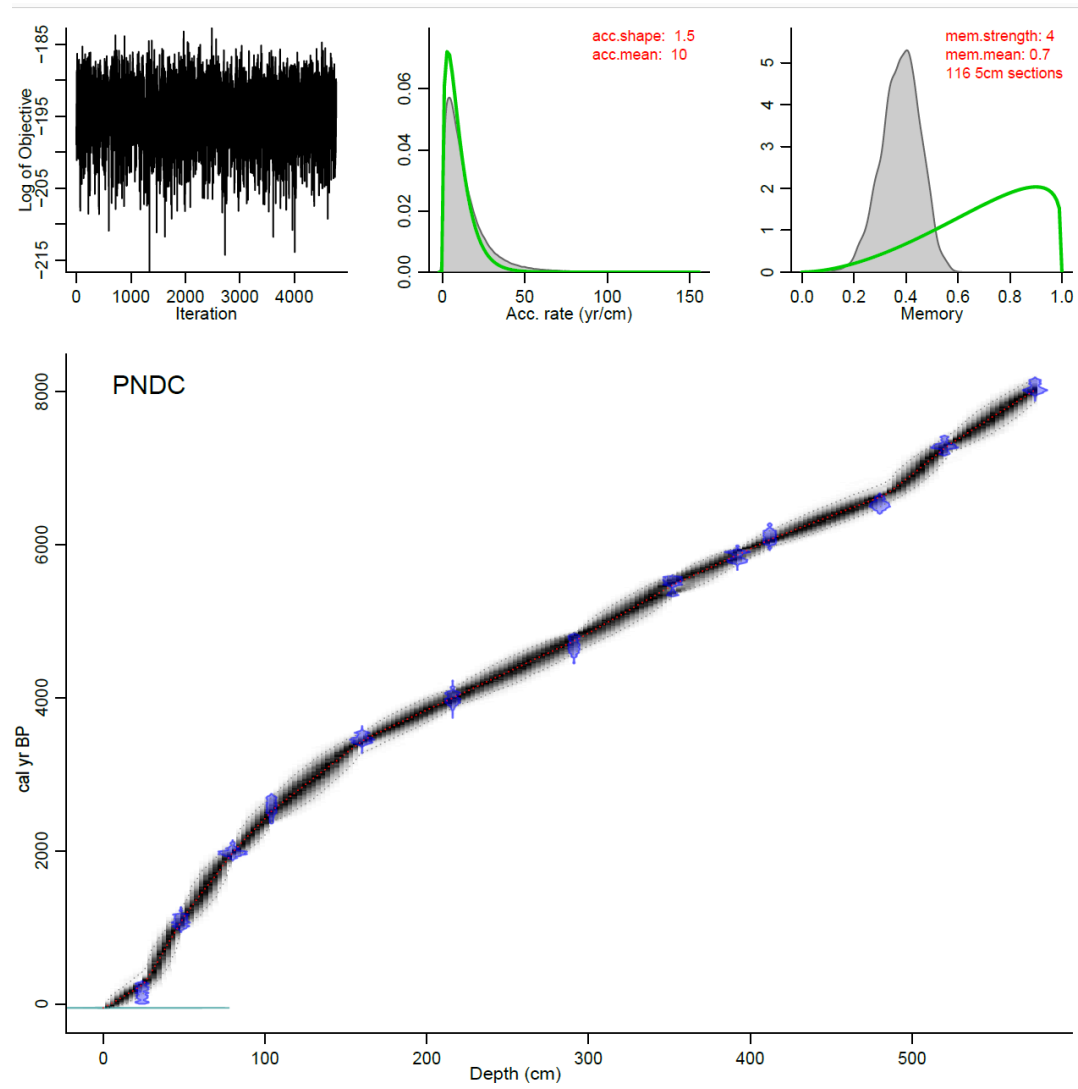 -185
-195
-205
-215
Log of Objective
0 1000 2000 3000 4000
Iteration
acc.shape: 1.5
acc.mean: 10
0.06
0.04
0.02
0.00
0 50 100 150
Acc. rate (yr/cm)
mem.strength: 4
mem.mean: 0.7
116 5cm sections
5
4
3
2
1
0
0.0 0.2 0.4 0.6 0.8 1.0
Memory
PNDC
8000
6000
4000
2000
0
cal yr BP
0 100 200 300 400 500
Depth (cm)